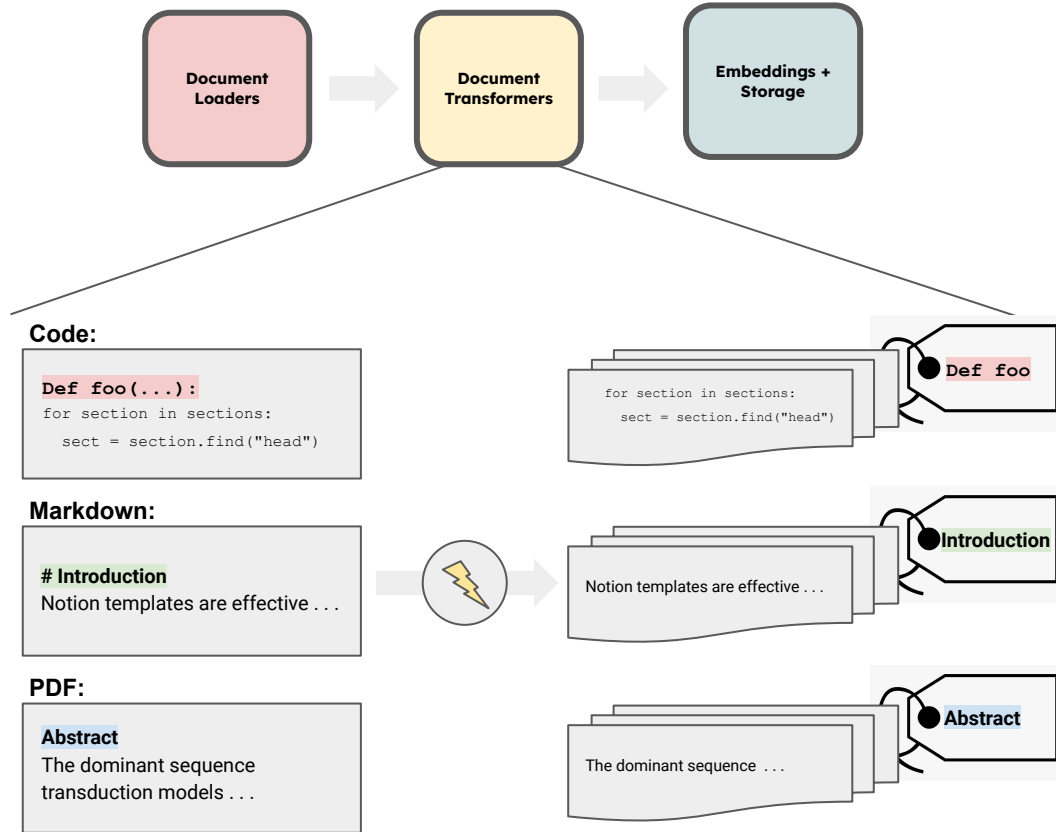 Document
Loaders
Document
Transformers
Embeddings +
Storage
Code:
Def foo(...):
for section in sections:
sect = section.find("head")
for section in sections:
sect = section.find("head")
Def foo
Markdown:
# Introduction
Notion templates are effective . . .
Notion templates are effective . . .
Introduction
PDF:
Abstract
The dominant sequence
transduction models . . .
The dominant sequence . . .
Abstract